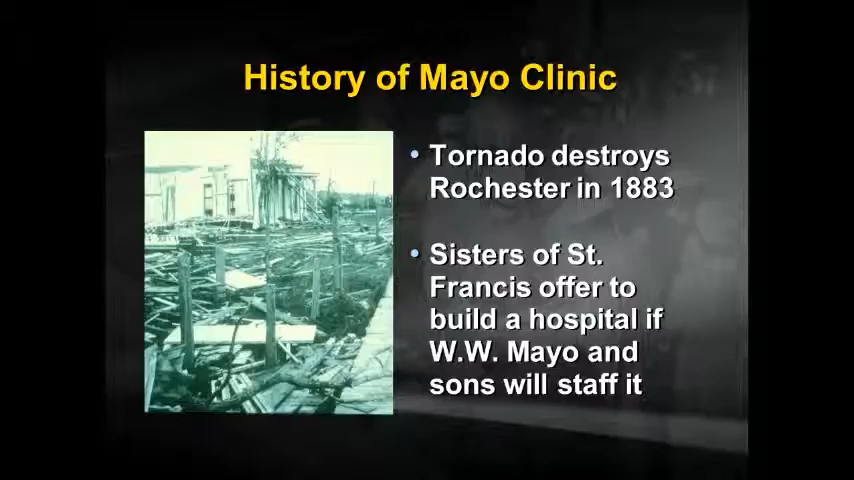 History of Mayo Clinic
• Tornado destroys
Rochester in 1883
• Sisters of St.
Francis offer to
build a hospital if
W.W. Mayo and
sons will staff it